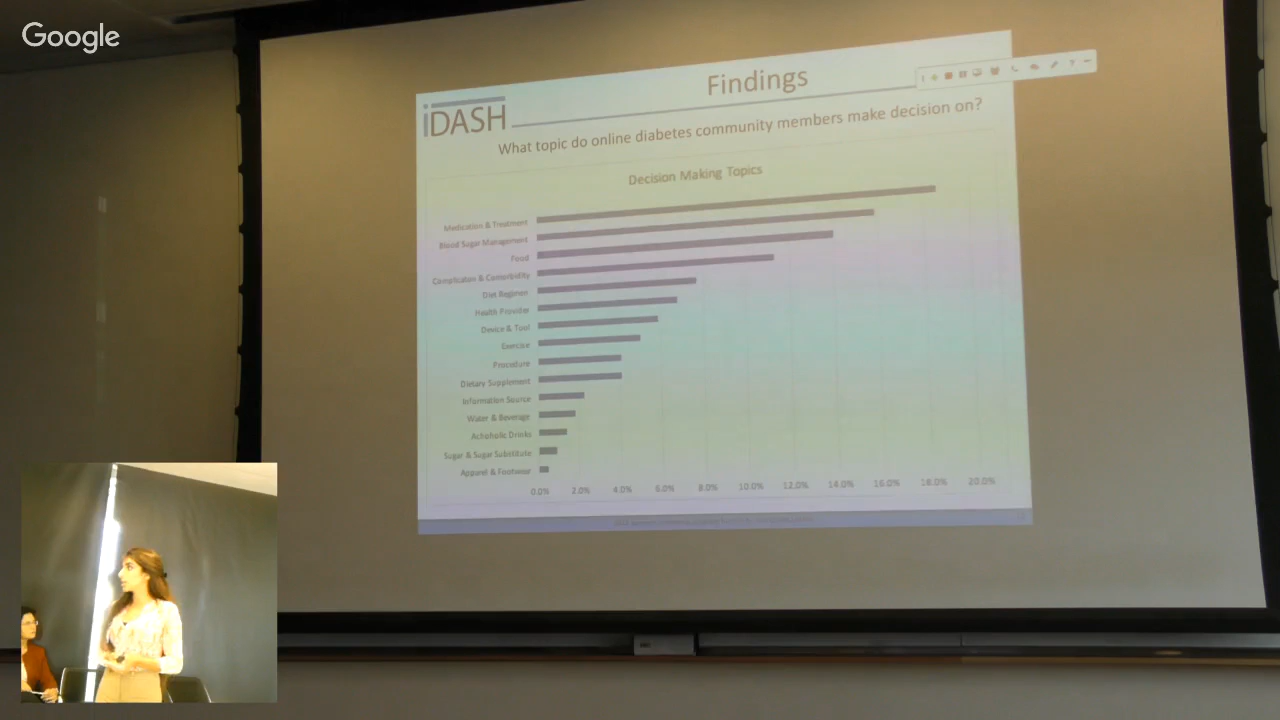 Google
Findings
iDASH
What topic do online diabetes community members make decision on?
Decision Making Topics
Medication & Treatment
Blood Sugar Management
Food
Complicaton & Comorbidity
Diet Regimen
Health Provider
Device & Tool
Exercise
Procedure
Dietary Supplement
Information Source
Water & Beverage
Achoholic Drinks
Sugar & Sugar Substitute
Apparel & Footwear
0.0% 2.0% 4.0% 6.0% 8.0% 10.0% 12.0% 14.0% 16.0% 18.0% 20.0%